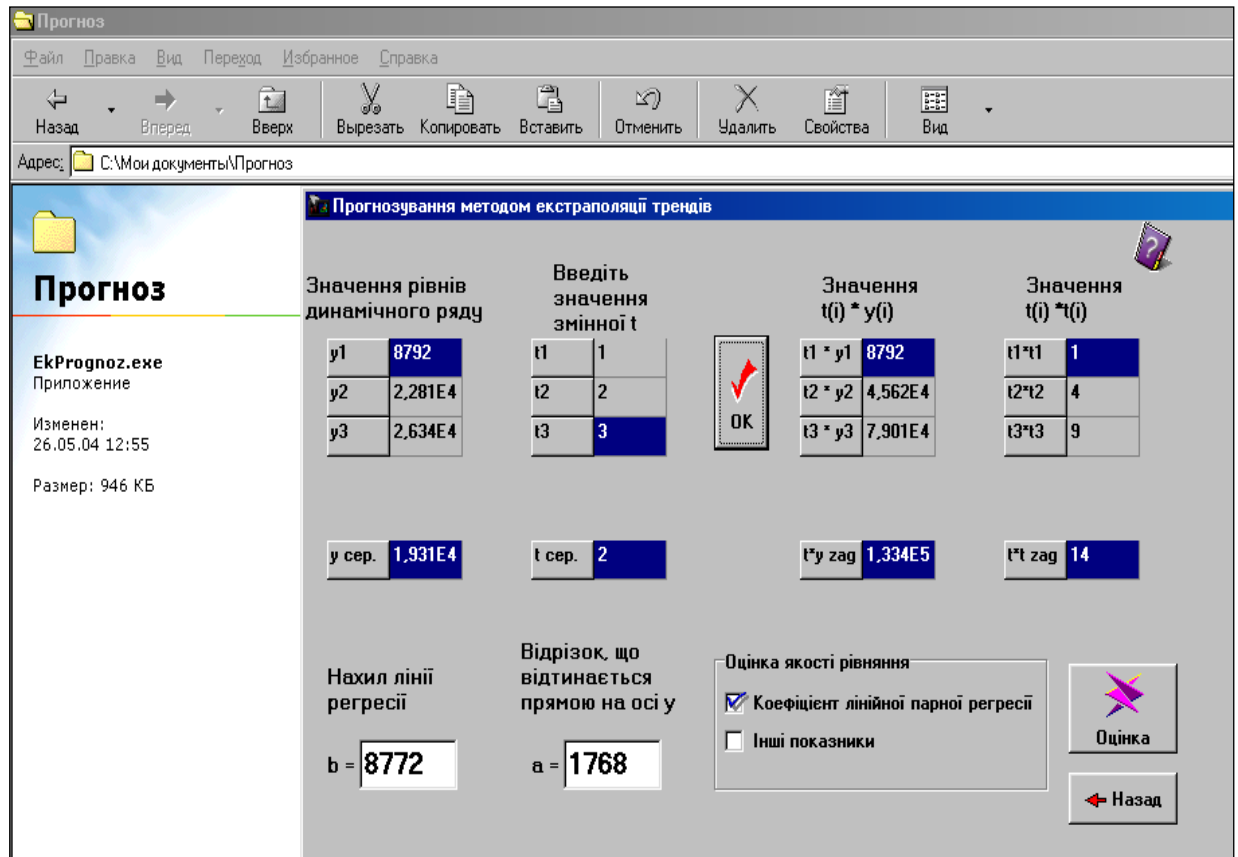 Прогноз
Файл Правка Вид Переход Избранное Справка
Назад Вперед Вверх Вырезать Копировать Вставить Отменить Удалить Свойства Вид
Адрес: C:\Мои документы\Прогноз
Прогнозування методом екстраполяції трендів
Прогноз
EkPrognoz.exe
Приложение
Изменен:
26.05.04 12:55
Размер: 946 КБ
Значення рівнів
динамічного ряду
Введіть
значення
змінної t
Значення
t(i) * y(i)
Значення
t(i) *t(i)
y1 8792 t1 1 t1 * y1 8792 t1*t1 1
y2 2,281E4 t2 2 t2 * y2 4,562E4 t2*t2 4
y3 2,634E4 t3 3 t3 * y3 7,901E4 t3*t3 9
OK
y сер. 1,931E4 t сер. 2 t*y zag 1,334E5 t*t zag 14
Нахил лінії
регресії
b = 8772
Відрізок, що
відтинається
прямою на осі y
a = 1768
Оцінка якості рівняння
Коефіцієнт лінійної парної регресії
Інші показники
Оцінка
Назад